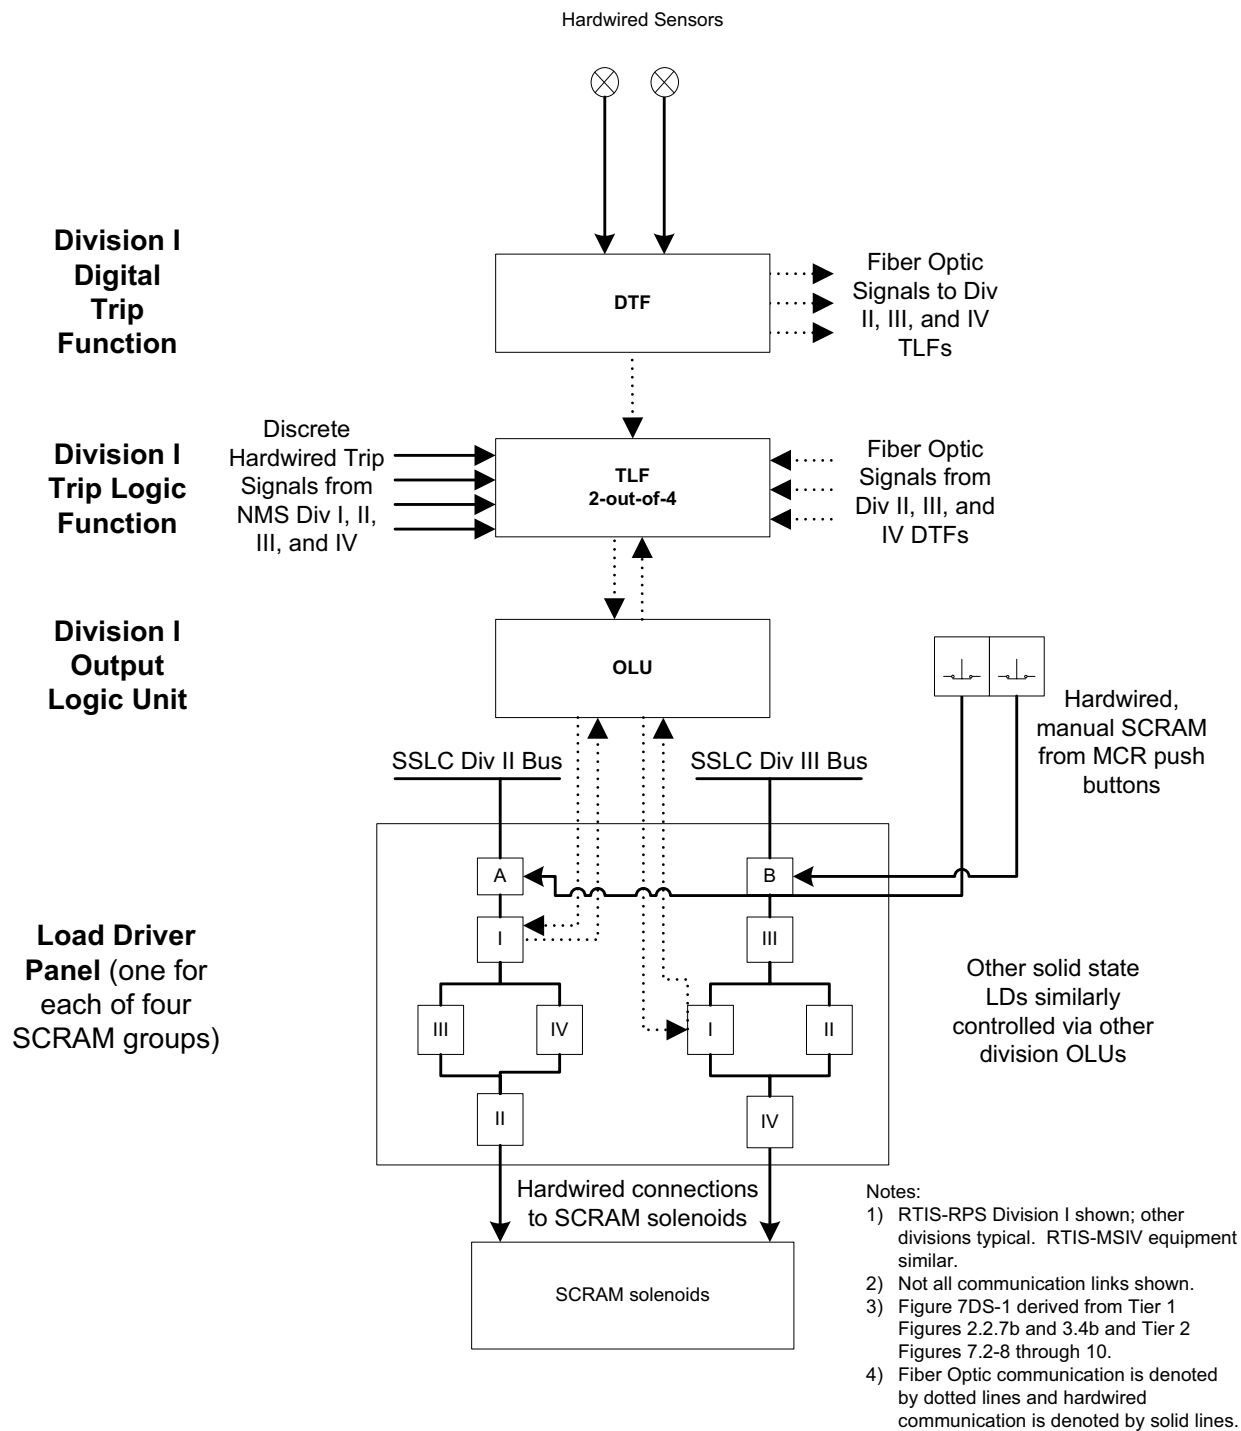 Hardwired Sensors
Division I
Digital
Trip
Function
DTF
Fiber Optic
Signals to Div
II, III, and IV
TLFs
Division I
Trip Logic
Function
Discrete
Hardwired Trip
Signals from
NMS Div I, II,
III, and IV
TLF
2-out-of-4
Fiber Optic
Signals from
Div II, III, and
IV DTFs
Division I
Output
Logic Unit
OLU
Hardwired,
manual SCRAM
from MCR push
buttons
SSLC Div II Bus
SSLC Div III Bus
A
B
Load Driver
Panel (one for
each of four
SCRAM groups)
I
III
III
IV
I
II
II
IV
Other solid state
LDs similarly
controlled via other
division OLUs
Hardwired connections
to SCRAM solenoids
SCRAM solenoids
Notes:
1) RTIS-RPS Division I shown; other
divisions typical. RTIS-MSIV equipment
similar.
2) Not all communication links shown.
3) Figure 7DS-1 derived from Tier 1
Figures 2.2.7b and 3.4b and Tier 2
Figures 7.2-8 through 10.
4) Fiber Optic communication is denoted
by dotted lines and hardwired
communication is denoted by solid lines.